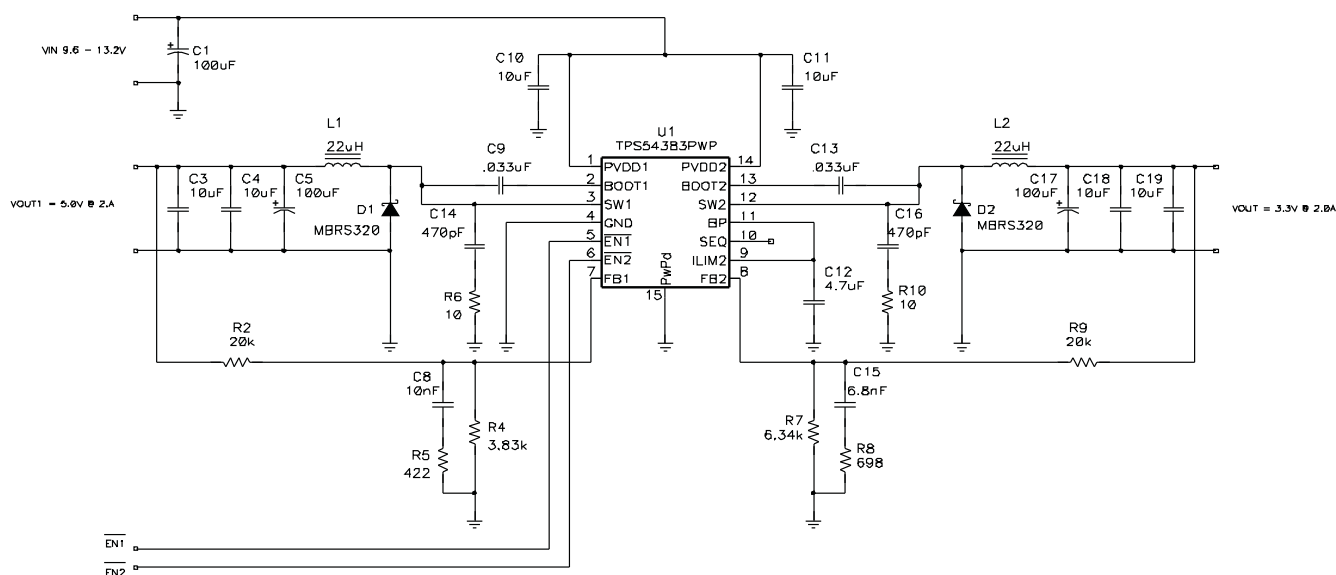 VIN 9.6 - 13.2V
C1
100uF
C10
10uF
C11
10uF
L1
22uH
C9
.033uF
U1
TPS54383PWP
C13
.033uF
L2
22uH
1 PVDD1
2 BOOT1
3 SW1
4 GND
5 EN1
6 EN2
7 FB1
PwPd
15
PVDD2 14
BOOT2 13
SW2 12
BP 11
SEQ 10
ILIM2 9
FB2 8
VOUT1 = 5.0V @ 2.A
C3
10uF
C4
10uF
C5
100uF
D1
MBRS320
C14
470pF
R6
10
C12
4.7uF
C16
470pF
R10
10
D2
MBRS320
C17
100uF
C18
10uF
C19
10uF
VOUT = 3.3V @ 2.0A
R2
20k
C8
10nF
R5
422
R4
3.83k
R7
6.34k
C15
6.8nF
R8
698
R9
20k
EN1
EN2